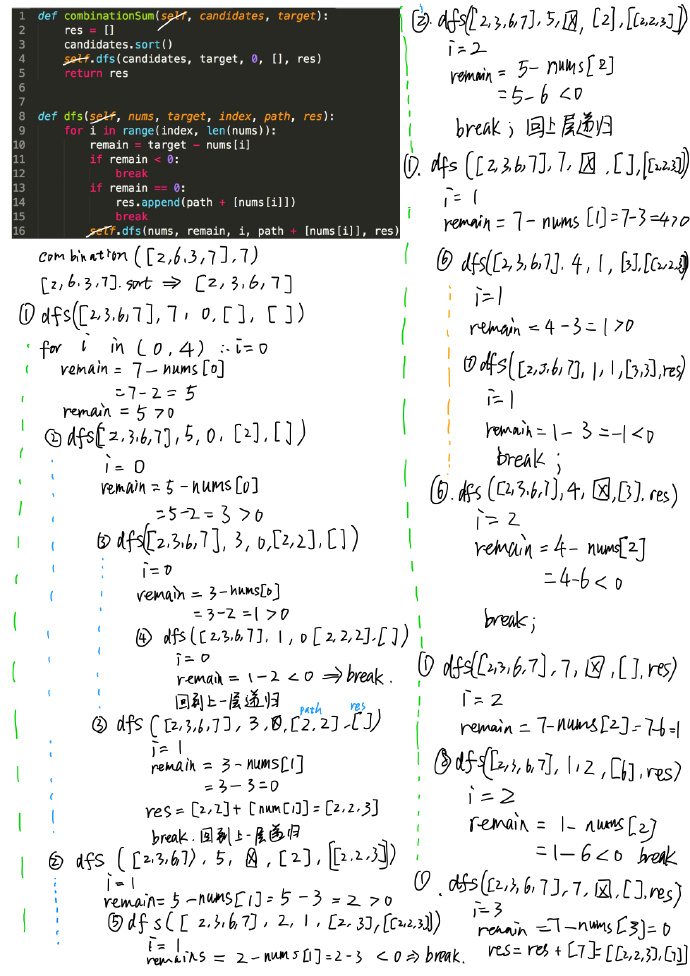 1 def combinationSum(self, candidates, target):
2 res = []
3 candidates.sort()
4 self.dfs(candidates, target, 0, [], res)
5 return res
6
7
8 def dfs(self, nums, target, index, path, res):
9 for i in range(index, len(nums)):
10 remain = target - nums[i]
11 if remain < 0:
12 break
13 if remain == 0:
14 res.append(path + [nums[i]])
15 break
16 self.dfs(nums, remain, i, path + [nums[i]], res)
combination([2,6,3,7],7)
[2,6,3,7].sort ⇒ [2,3,6,7]
① dfs([2,3,6,7],7,0,[],[])
for i in (0,4) ∴i=0
remain = 7-nums[0]
=7-2=5
remain = 5>0
② dfs([2,3,6,7],5,0,[2],[])
i=0
remain=5-nums[0]
=5-2=3>0
③ dfs([2,3,6,7],3,0,[2,2],[])
i=0
remain=3-nums[0]
=3-2=1>0
④ dfs([2,3,6,7],1,0[2,2,2],[])
i=0
remain=1-2<0 ⇒break.
回到上一层递归
path res
③ dfs([2,3,6,7],3,☒,[2,2],[])
i=1
remain=3-nums[1]
=3-3=0
res=[2,2]+[num[1]]=[2,2,3]
break.回到上一层递归
② dfs([2,3,6,7),5,☒,[2],[[2,2,3])
i=1
remain=5-nums[1]=5-3=2>0
⑤dfs([2,3,6,7],2,1,[2,3],[[2,2,3]])
i=1
remains=2-nums[1]=2-3<0⇒break.
②. dfs([2,3,6,7],5,☒,[2],[[2,2,3]])
i=2
remain=5-nums[2]
=5-6<0
break; 回上层递归
①. dfs([2,3,6,7],7,☒,[],[[2,2,3])
i=1
remain=7-nums[1]=7-3=4>0
⑥ dfs([2,3,6,7],4,1,[3],[[2,2,3])
i=1
remain=4-3=1>0
⑦dfs([2,3,6,7],1,1,[3,3],res)
i=1
remain=1-3=-1<0
break;
⑥.dfs([2,3,6,7],4,☒,[3],res)
i=2
remain=4-nums[2]
=4-6<0
break;
① dfs([2,3,6,7],7,☒,[],res)
i=2
remain=7-nums[2]=7-6=1
⑧ dfs([2,3,6,7],1,2,[6],res)
i=2
remain=1-nums[2]
=1-6<0 break
①. dfs([2,3,6,7],7,☒,[],res)
i=3
remain=7-nums[3]=0
res=res+[7]=[[2,2,3],[7]]